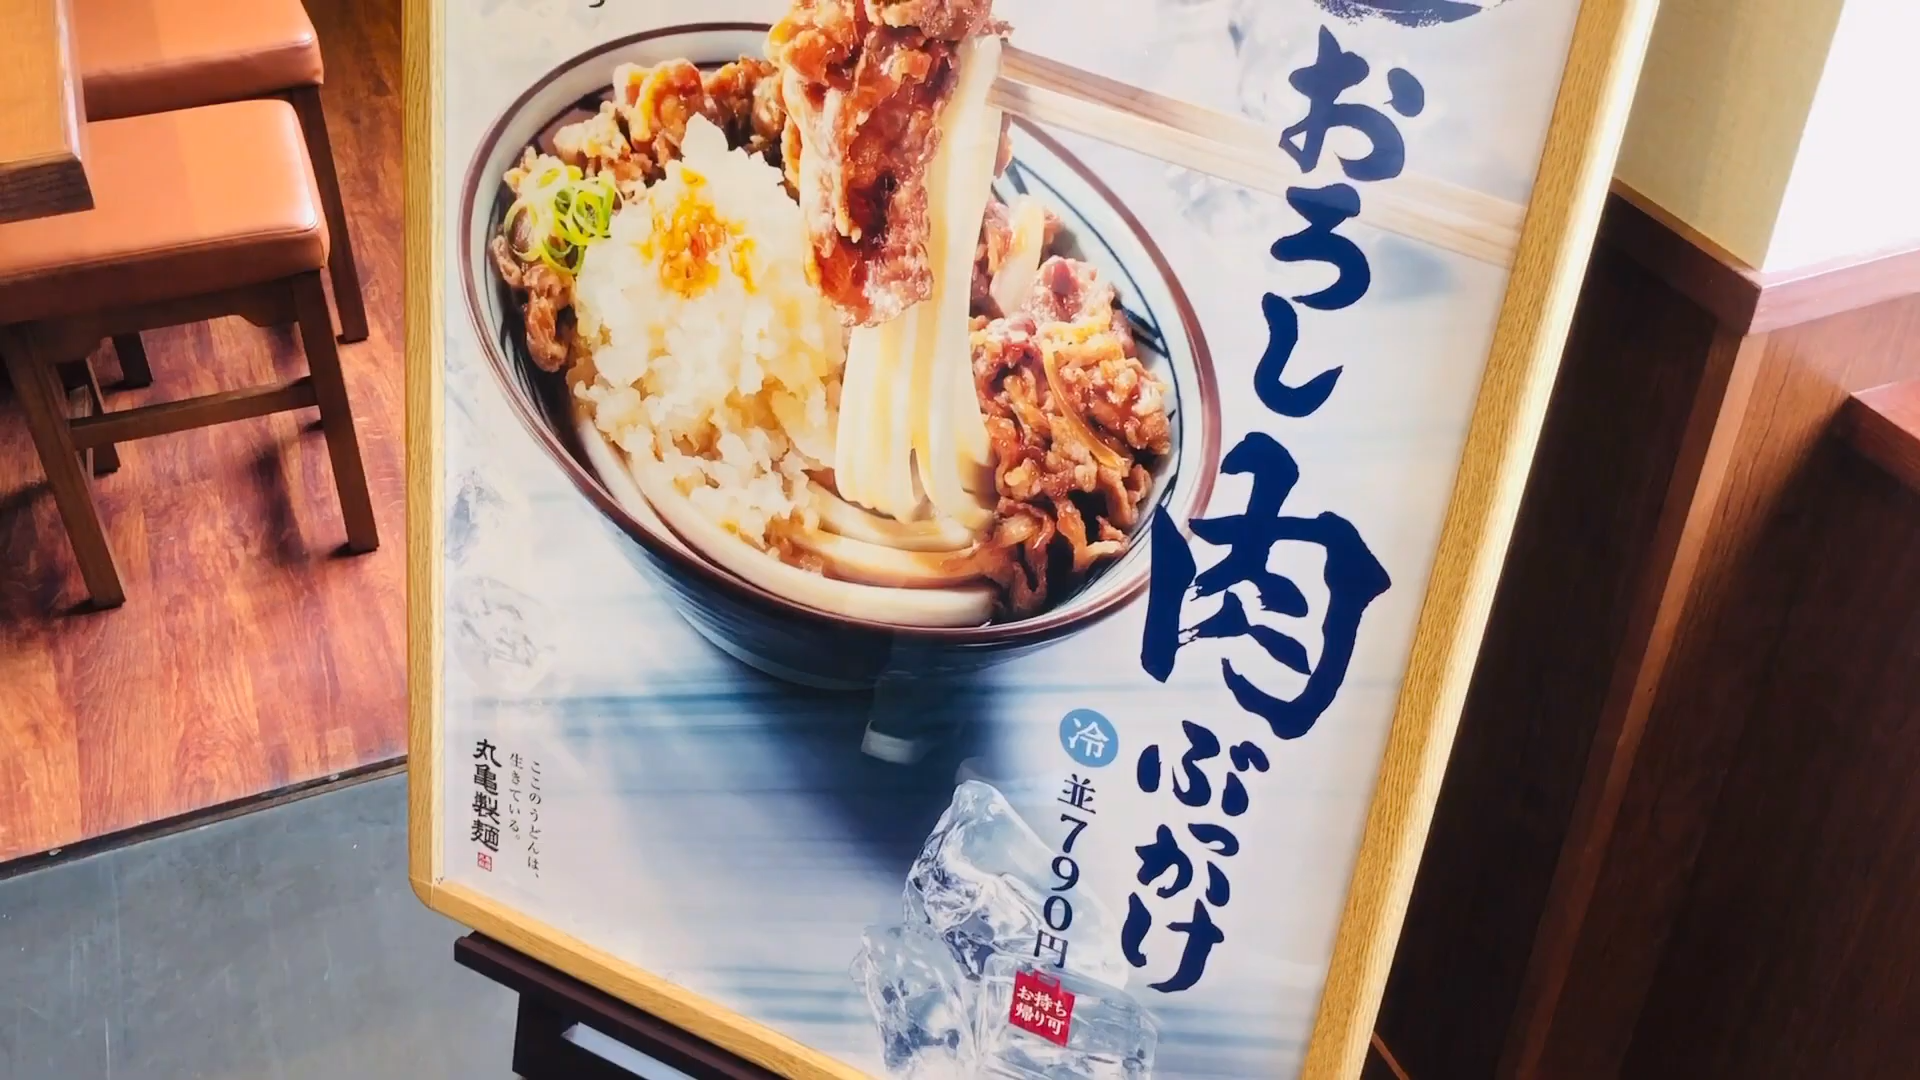 おろし肉ぶっかけ
冷
並790円
お持ち
帰り可
ここのうどんは、
生きている。
丸亀製麺